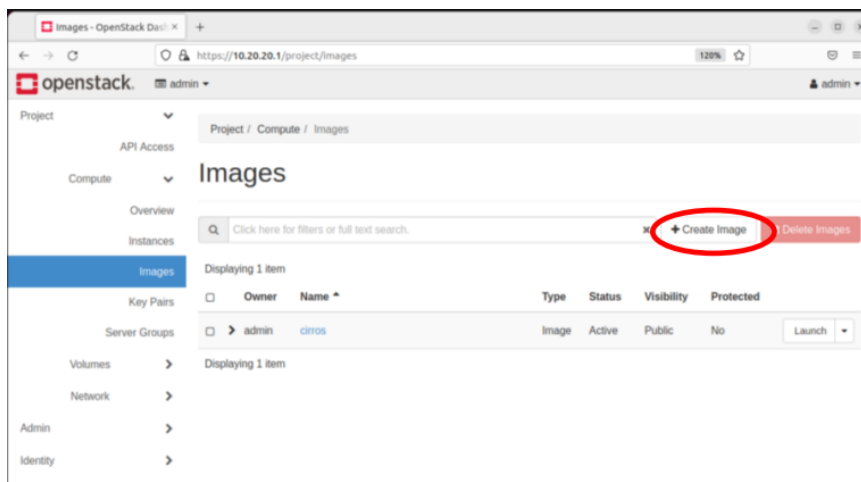 Images - OpenStack Dash ×
+
https://10.20.20.1/project/images
120%
openstack.
admin
admin
Project
API Access
Compute
Overview
Instances
Images
Key Pairs
Server Groups
Volumes
Network
Admin
Identity
Project / Compute / Images
Images
Click here for filters or full text search.
×
+ Create Image
Delete Images
Displaying 1 item
Owner Name Type Status Visibility Protected
admin cirros Image Active Public No Launch
Displaying 1 item